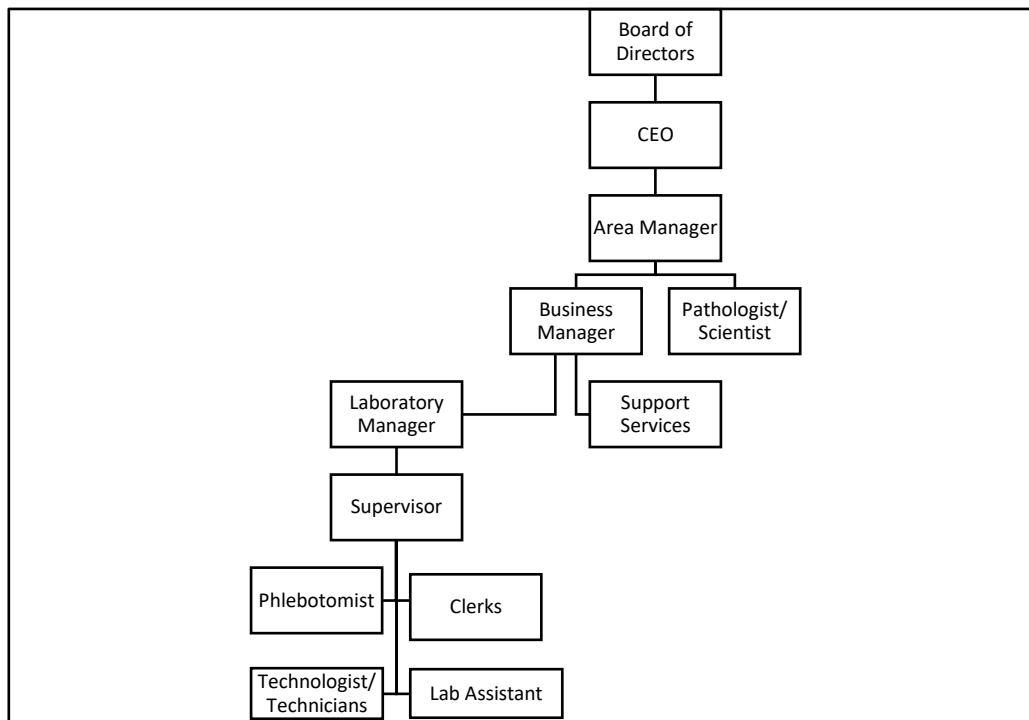 Board of
Directors
CEO
Area Manager
Business
Manager
Pathologist/
Scientist
Laboratry
Manager
Support
Services
Supervisor
Phlebotomist
Clerks
Technologist/
Technicians
Lab Assistant